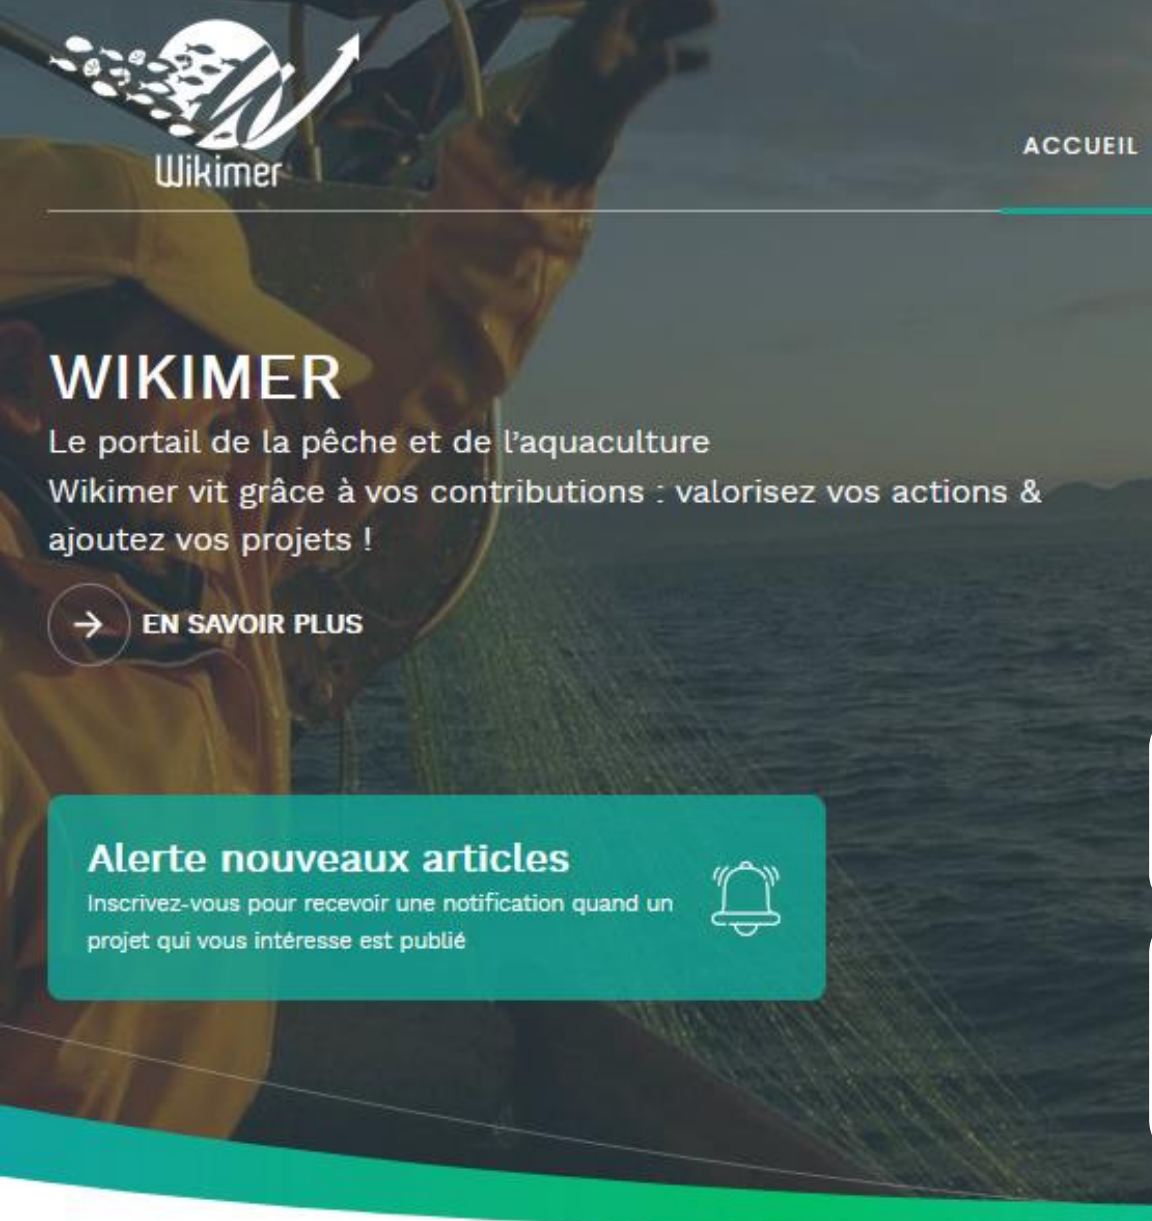 Wikimer
ACCUEIL
WIKIMER
Le portail de la pêche et de l’aquaculture
Wikimer vit grâce à vos contributions : valorisez vos actions &
ajoutez vos projets !
EN SAVOIR PLUS
Alerte nouveaux articles
Inscrivez-vous pour recevoir une notification quand un
projet qui vous intéresse est publié